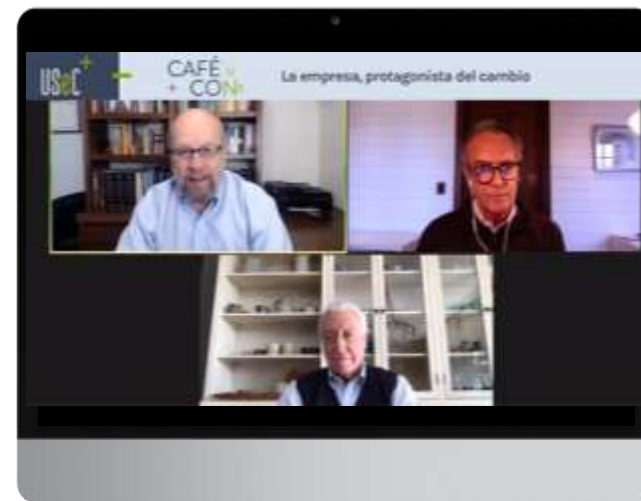 USeC+
CAFÉ
+ CON
La empresa, protagonista del cambio